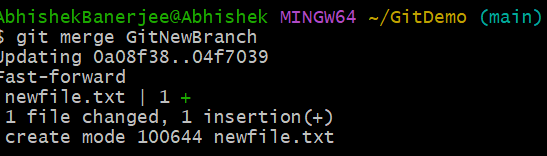 AbhishekBanerjee@Abhishek MINGW64 ~/GitDemo (main)
$ git merge GitNewBranch
Updating 0a08f38..04f7039
Fast-forward
newfile.txt | 1 +
1 file changed, 1 insertion(+)
create mode 100644 newfile.txt